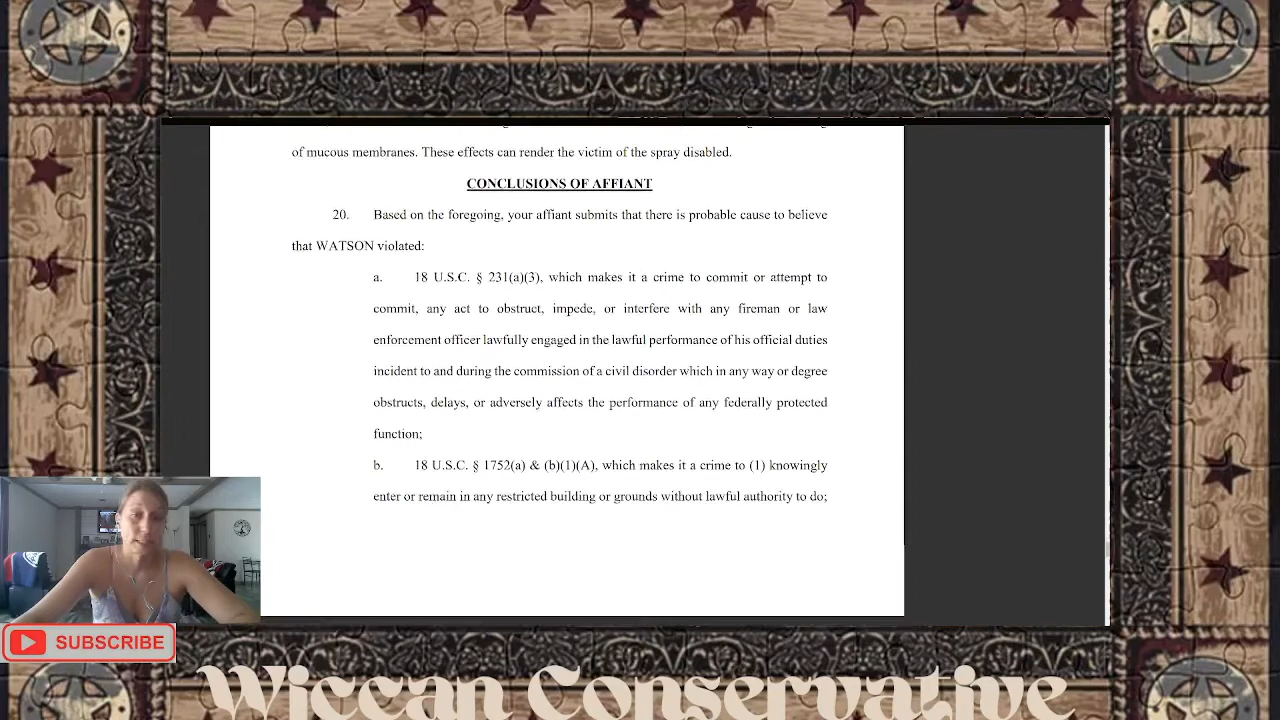 of mucous membranes. These effects can render the victim of the spray disabled.
CONCLUSIONS OF AFFIANT
20. Based on the foregoing, your affiant submits that there is probable cause to believe
that WATSON violated:
a. 18 U.S.C. § 231(a)(3), which makes it a crime to commit or attempt to
commit, any act to obstruct, impede, or interfere with any fireman or law
enforcement officer lawfully engaged in the lawful performance of his official duties
incident to and during the commission of a civil disorder which in any way or degree
obstructs, delays, or adversely affects the performance of any federally protected
function;
b. 18 U.S.C. § 1752(a) & (b)(1)(A), which makes it a crime to (1) knowingly
enter or remain in any restricted building or grounds without lawful authority to do;
SUBSCRIBE
Wiccan Conservative